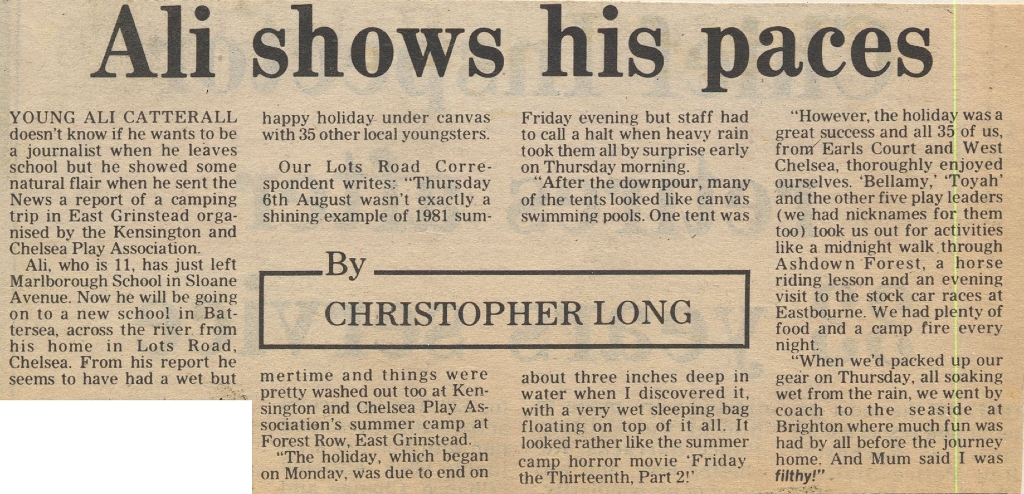 Ali shows his paces
YOUNG ALI CATTERALL
doesn't know if he wants to be
a journalist when he leaves
school but he showed some
natural flair when he sent the
News a report of a camping
trip in East Grinstead orga-
nised by the Kensington and
Chelsea Play Association.
Ali, who is 11, has just left
Marlborough School in Sloane
Avenue. Now he will be going
on to a new school in Bat-
tersea, across the river from
his home in Lots Road,
Chelsea. From his report he
seems to have had a wet but
happy holiday under canvas
with 35 other local youngsters.
Our Lots Road Corre-
spondent writes: "Thursday
6th August wasn't exactly a
shining example of 1981 sum-
By
CHRISTOPHER LONG
mertime and things were
pretty washed out too at Ken-
sington and Chelsea Play As-
sociation's summer camp at
Forest Row, East Grinstead.
"The holiday, which began
on Monday, was due to end on
Friday evening but staff had
to call a halt when heavy rain
took them all by surprise early
on Thursday morning.
"After the downpour, many
of the tents looked like canvas
swimming pools. One tent was
about three inches deep in
water when I discovered it,
with a very wet sleeping bag
floating on top of it all. It
looked rather like the summer
camp horror movie 'Friday
the Thirteenth, Part 2!'
"However, the holiday was a
great success and all 35 of us,
from Earls Court and West
Chelsea, thoroughly enjoyed
ourselves. 'Bellamy,' 'Toyah'
and the other five play leaders
(we had nicknames for them
too) took us out for activities
like a midnight walk through
Ashdown Forest, a horse
riding lesson and an evening
visit to the stock car races at
Eastbourne. We had plenty of
food and a camp fire every
night.
"When we'd packed up our
gear on Thursday, all soaking
wet from the rain, we went by
coach to the seaside at
Brighton where much fun was
had by all before the journey
home. And Mum said I was
filthy!"